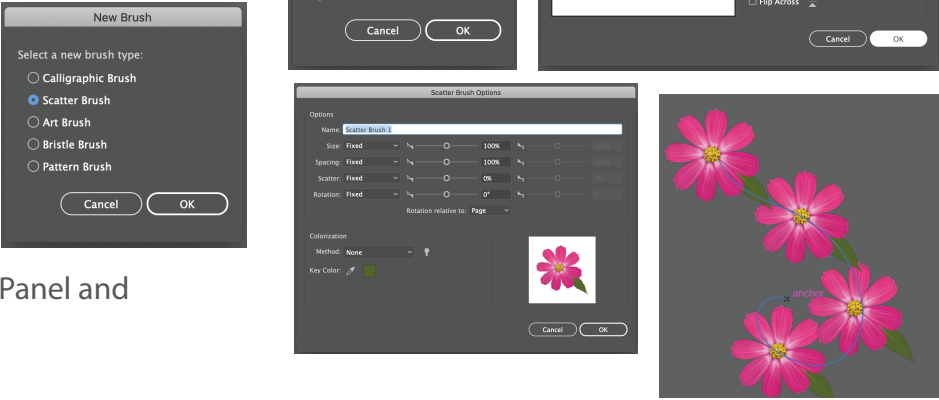 New Brush
Select a new brush type:
Calligraphic Brush
Scatter Brush
Art Brush
Bristle Brush
Pattern Brush
Cancel OK
Panel and
Cancel OK
Flip Across
Cancel OK
Scatter Brush Options
Options
Name: Scatter Brush 1
Size: Fixed 100%
Spacing: Fixed 100%
Scatter: Fixed 0%
Rotation: Fixed 0°
Rotation relative to: Page
Colorization
Method: None
Key Color:
Cancel OK
anchor